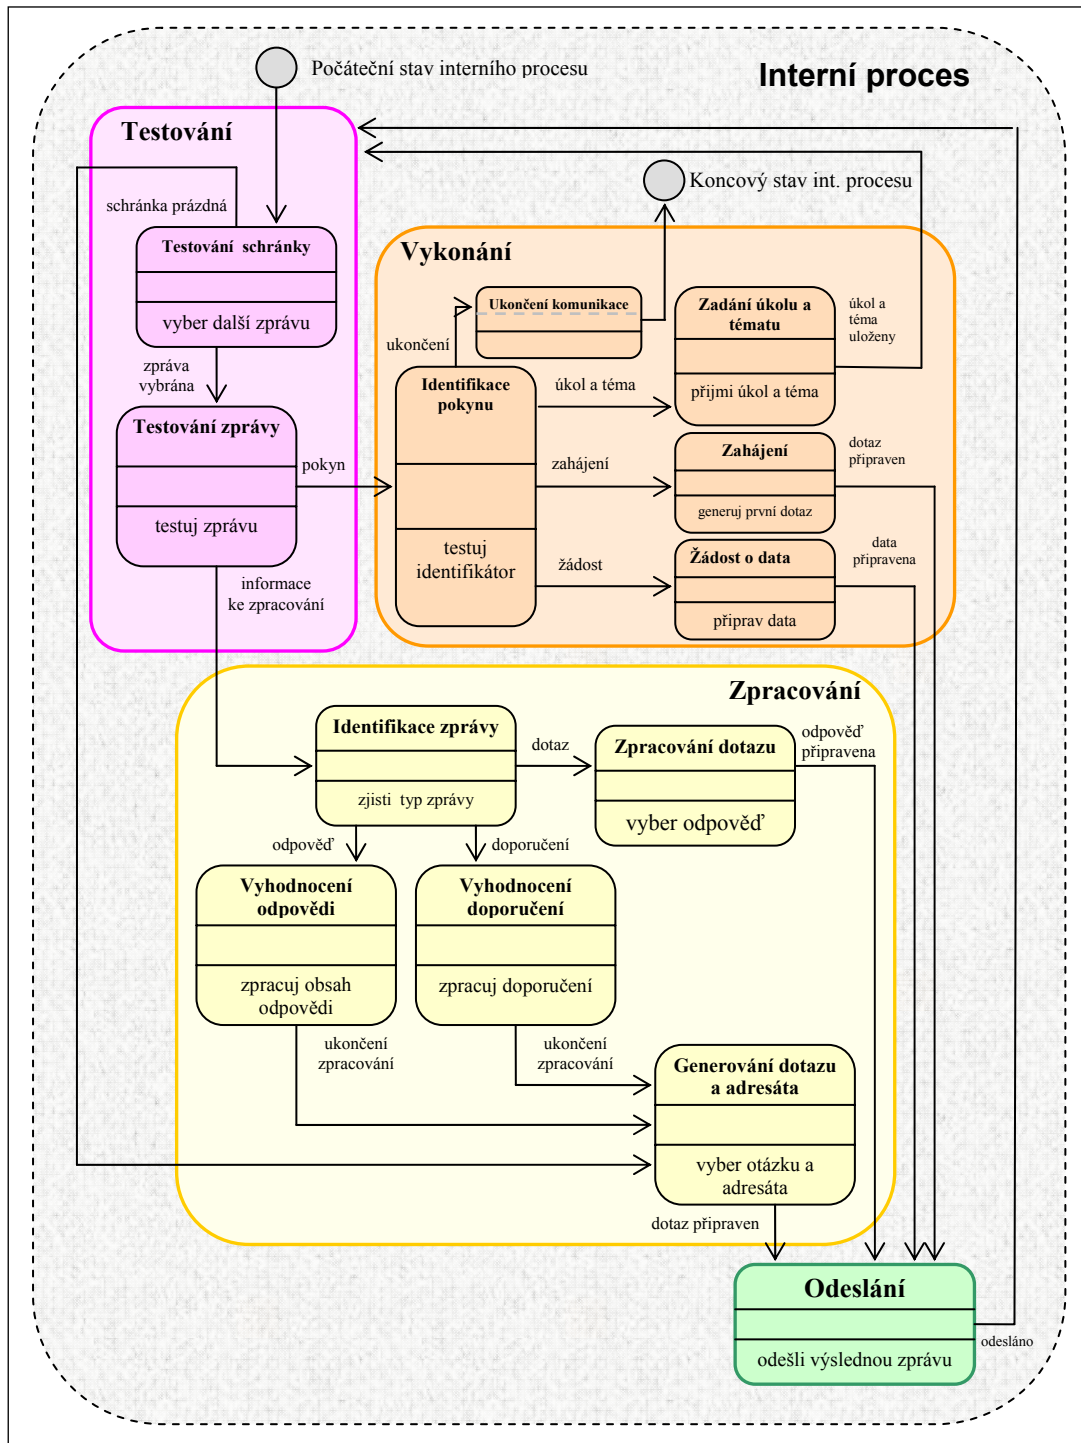 Počáteční stav interního procesu
Interní proces
Testování
schránka prázdná
Testování schránky
vyber další zprávu
zpráva
vybrána
Testování zprávy
testuj zprávu
pokyn
informace
ke zpracování
Koncový stav int. procesu
Vykonání
Ukončení komunikace
ukončení
Identifikace
pokynu
testuj
identifikátor
úkol a téma
Zadání úkolu a
tématu
přijmi úkol a téma
úkol a
téma
uloženy
zahájení
Zahájení
generuj první dotaz
dotaz
připraven
žádost
Žádost o data
připrav data
data
připravena
Zpracování
Identifikace zprávy
zjisti typ zprávy
dotaz
Zpracování dotazu
vyber odpověď
odpověď
připravena
odpověď
doporučení
Vyhodnocení
odpovědi
zpracuj obsah
odpovědi
Vyhodnocení
doporučení
zpracuj doporučení
ukončení
zpracování
ukončení
zpracování
Generování dotazu
a adresáta
vyber otázku a
adresáta
dotaz připraven
Odeslání
odešli výslednou zprávu
odesláno